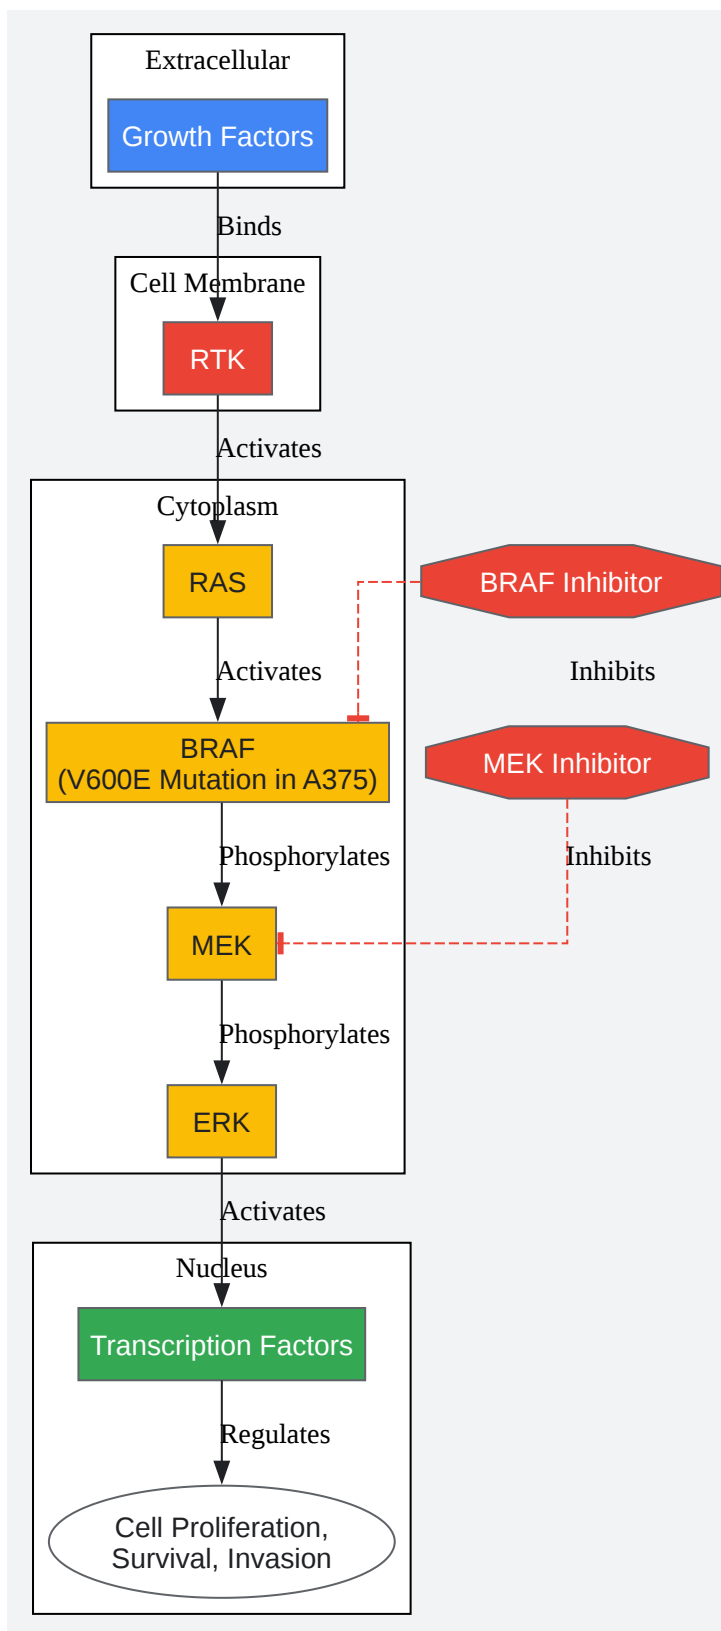 Extracellular
Growth Factors
Binds
Cell Membrane
RTK
Activates
Cytoplasm
RAS
BRAF Inhibitor
Activates
Inhibits
BRAF
(V600E Mutation in A375)
MEK Inhibitor
Phosphorylates
Inhibits
MEK
Phosphorylates
ERK
Activates
Nucleus
Transcription Factors
Regulates
Cell Proliferation,
Survival, Invasion